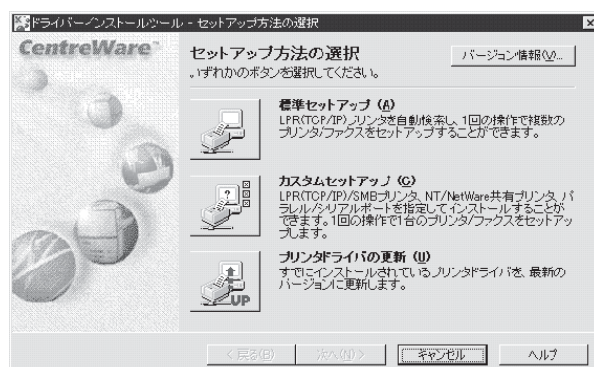 ドライバーインストールツール - セットアップ方法の選択
CentreWare™
セットアップ方法の選択
いずれかのボタンを選択してください。
バージョン情報(V)...
標準セットアップ (A)
LPR(TCP/IP)プリンタを自動検索し、1回の操作で複数の
プリンタ/ファクスをセットアップすることができます。
カスタムセットアップ (C)
LPR(TCP/IP)/SMBプリンタ、NT/NetWare共有プリンタ、パ
ラレル/シリアルポートを指定してインストールすることが
できます。1回の操作で1台のプリンタ/ファクスをセットアッ
プします。
プリンタドライバの更新 (U)
すでにインストールされているプリンタドライバを、最新の
バージョンに更新します。
UP
< 戻る(B)
次へ(N) >
キャンセル
ヘルプ